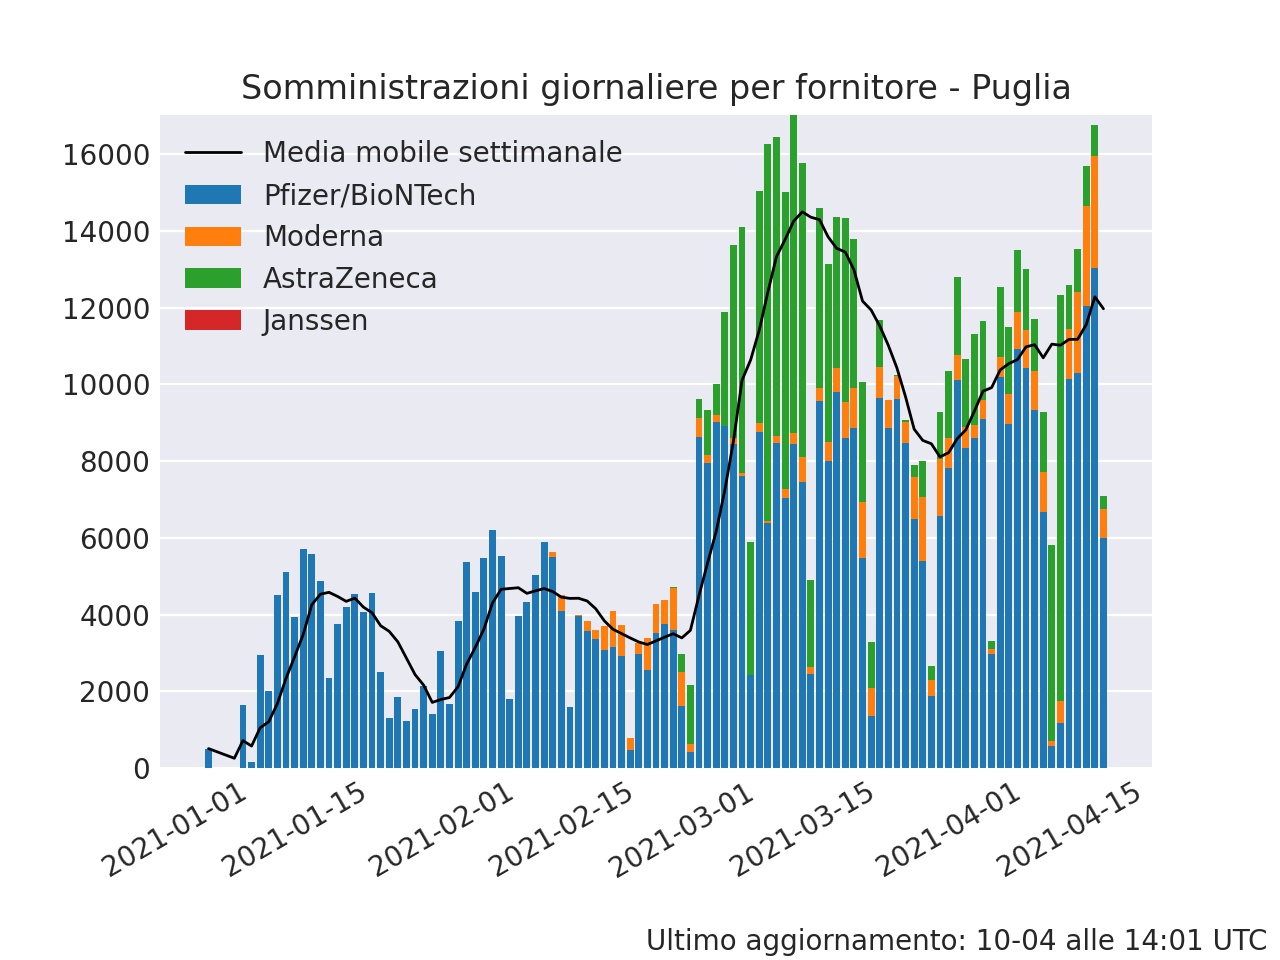 Somministrazioni giornaliere per fornitore - Puglia
Media mobile settimanale
Pfizer/BioNTech
Moderna
AstraZeneca
Janssen
16000
14000
12000
10000
8000
6000
4000
2000
0
2021-01-01
2021-01-15
2021-02-01
2021-02-15
2021-03-01
2021-03-15
2021-04-01
2021-04-15
Ultimo aggiornamento: 10-04 alle 14:01 UTC